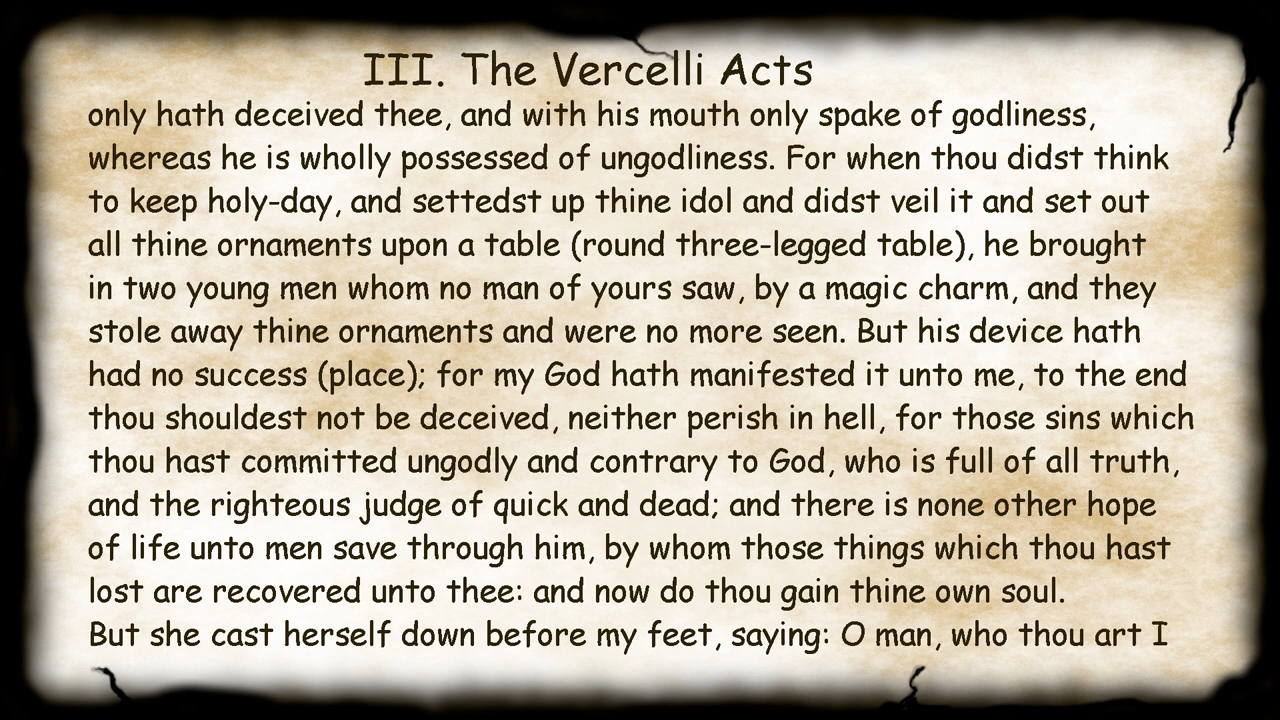 III. The Vercelli Acts
only hath deceived thee, and with his mouth only spake of godliness,
whereas he is wholly possessed of ungodliness. For when thou didst think
to keep holy-day, and settedst up thine idol and didst veil it and set out
all thine ornaments upon a table (round three-legged table), he brought
in two young men whom no man of yours saw, by a magic charm, and they
stole away thine ornaments and were no more seen. But his device hath
had no success (place); for my God hath manifested it unto me, to the end
thou shouldest not be deceived, neither perish in hell, for those sins which
thou hast committed ungodly and contrary to God, who is full of all truth,
and the righteous judge of quick and dead; and there is none other hope
of life unto men save through him, by whom those things which thou hast
lost are recovered unto thee: and now do thou gain thine own soul.
But she cast herself down before my feet, saying: O man, who thou art I